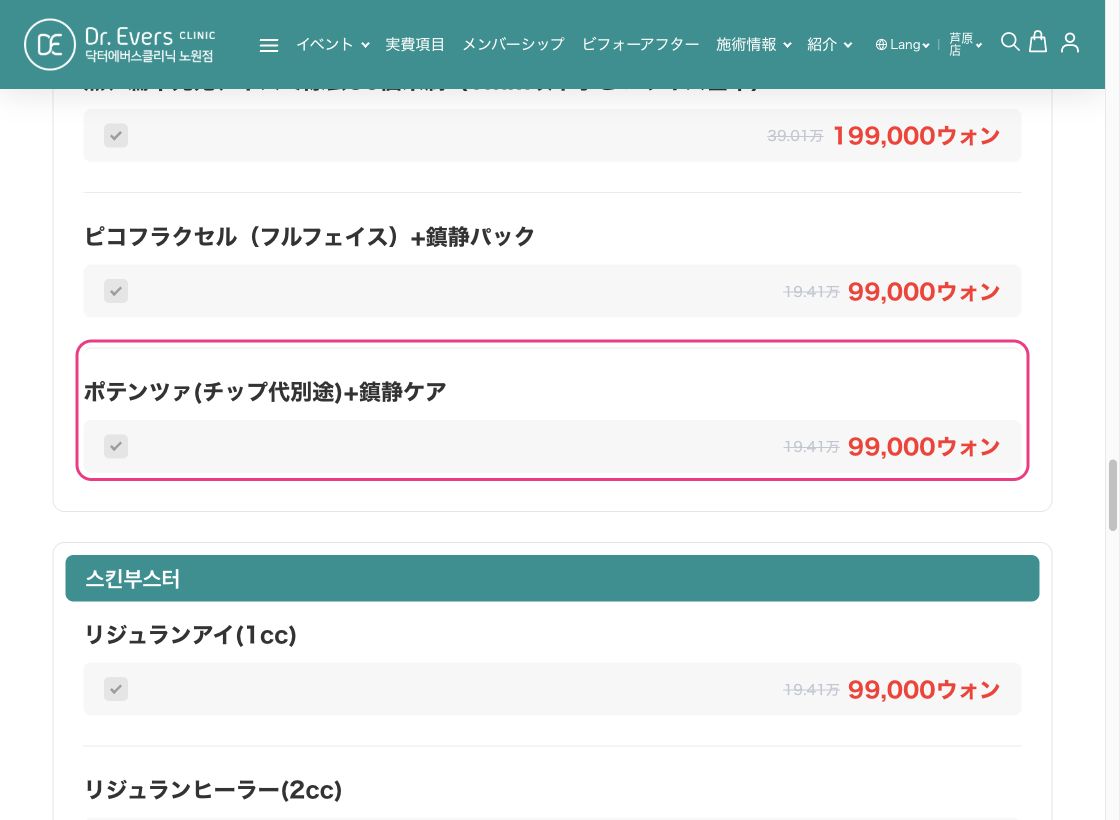 DE Dr. Evers CLINIC
닥터에버스클리닉 노원점
イベント 実費項目 メンバーシップ ビフォーアフター 施術情報 紹介 Lang 芦原店
39.01万 199,000ウォン
ピコフラクセル（フルフェイス）+鎮静パック
19.41万 99,000ウォン
ポテンツァ(チップ代別途)+鎮静ケア
19.41万 99,000ウォン
스킨부스터
リジュランアイ(1cc)
19.41万 99,000ウォン
リジュランヒーラー(2cc)